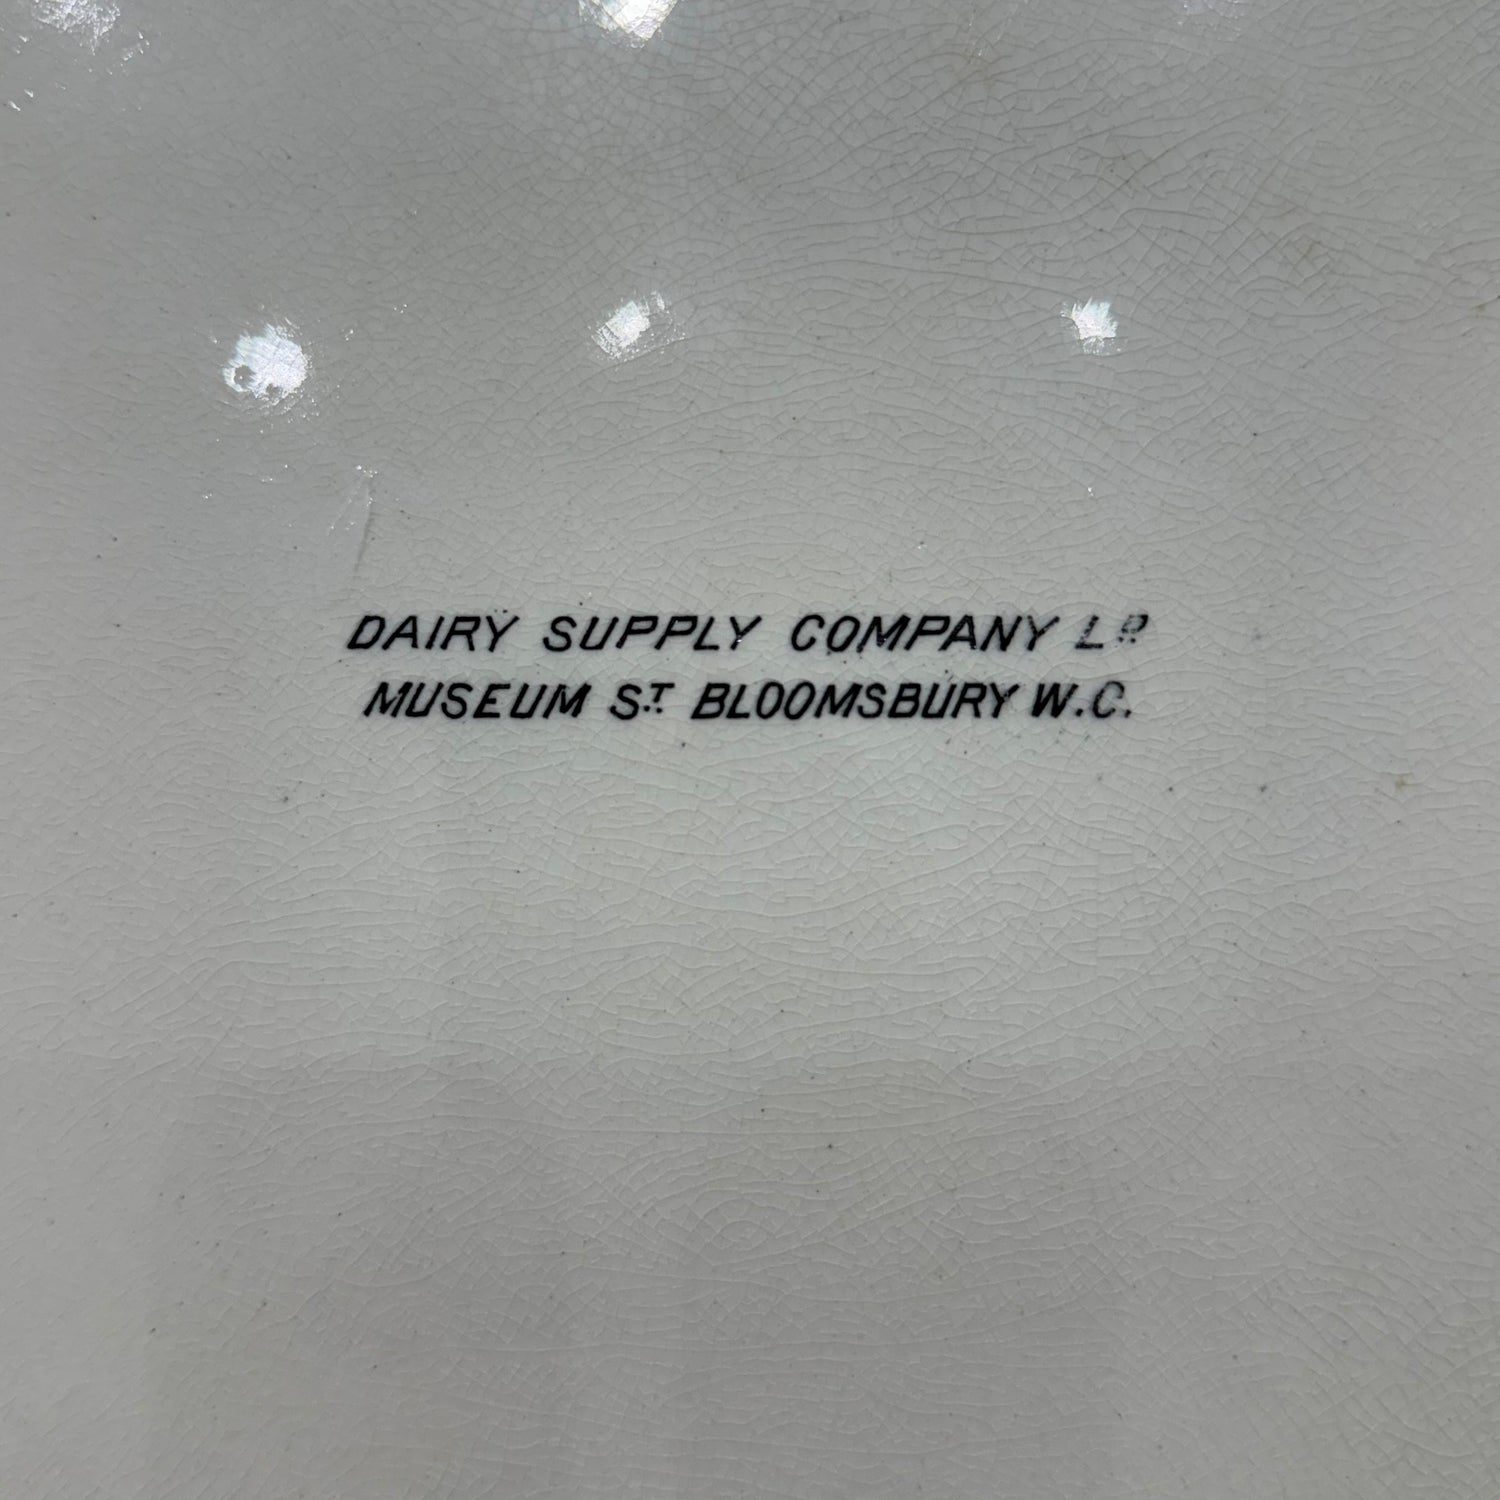 DAIRY SUPPLY COMPANY Lᴰ
MUSEUM Sᵀ. BLOOMSBURY W.C.